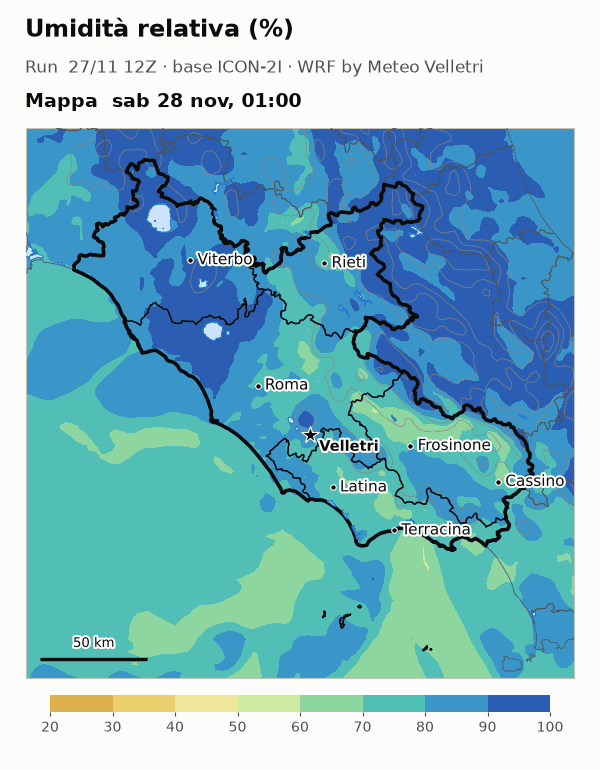 Umidità relativa (%)
Run 27/11 12Z · base ICON-2I · WRF by Meteo Velletri
Mappa sab 28 nov, 01:00
Viterbo
Rieti
Roma
Velletri
Frosinone
Cassino
Latina
Terracina
50 km
20 30 40 50 60 70 80 90 100